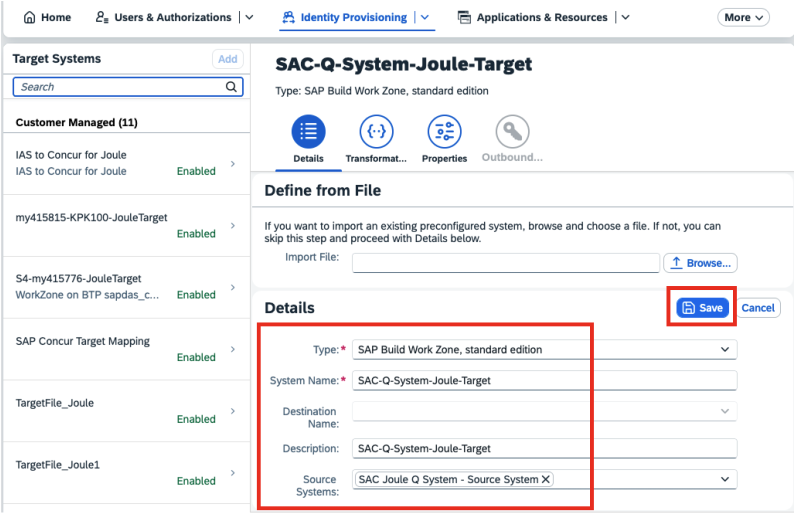 Home Users & Authorizations Identity Provisioning Applications & Resources More
Target Systems Add
Search
Customer Managed (11)
IAS to Concur for Joule
IAS to Concur for Joule Enabled
my415815-KPK100-JouleTarget
Enabled
S4-my415776-JouleTarget
WorkZone on BTP sapdas_c... Enabled
SAP Concur Target Mapping
Enabled
TargetFile_Joule
Enabled
TargetFile_Joule1
Enabled
SAC-Q-System-Joule-Target
Type: SAP Build Work Zone, standard edition
Details Transformat... Properties Outbound...
Define from File
If you want to import an existing preconfigured system, browse and choose a file. If not, you can
skip this step and proceed with Details below.
Import File: Browse...
Details Save Cancel
Type:* SAP Build Work Zone, standard edition
System Name:* SAC-Q-System-Joule-Target
Destination
Name:
Description: SAC-Q-System-Joule-Target
Source SAC Joule Q System - Source System
Systems: